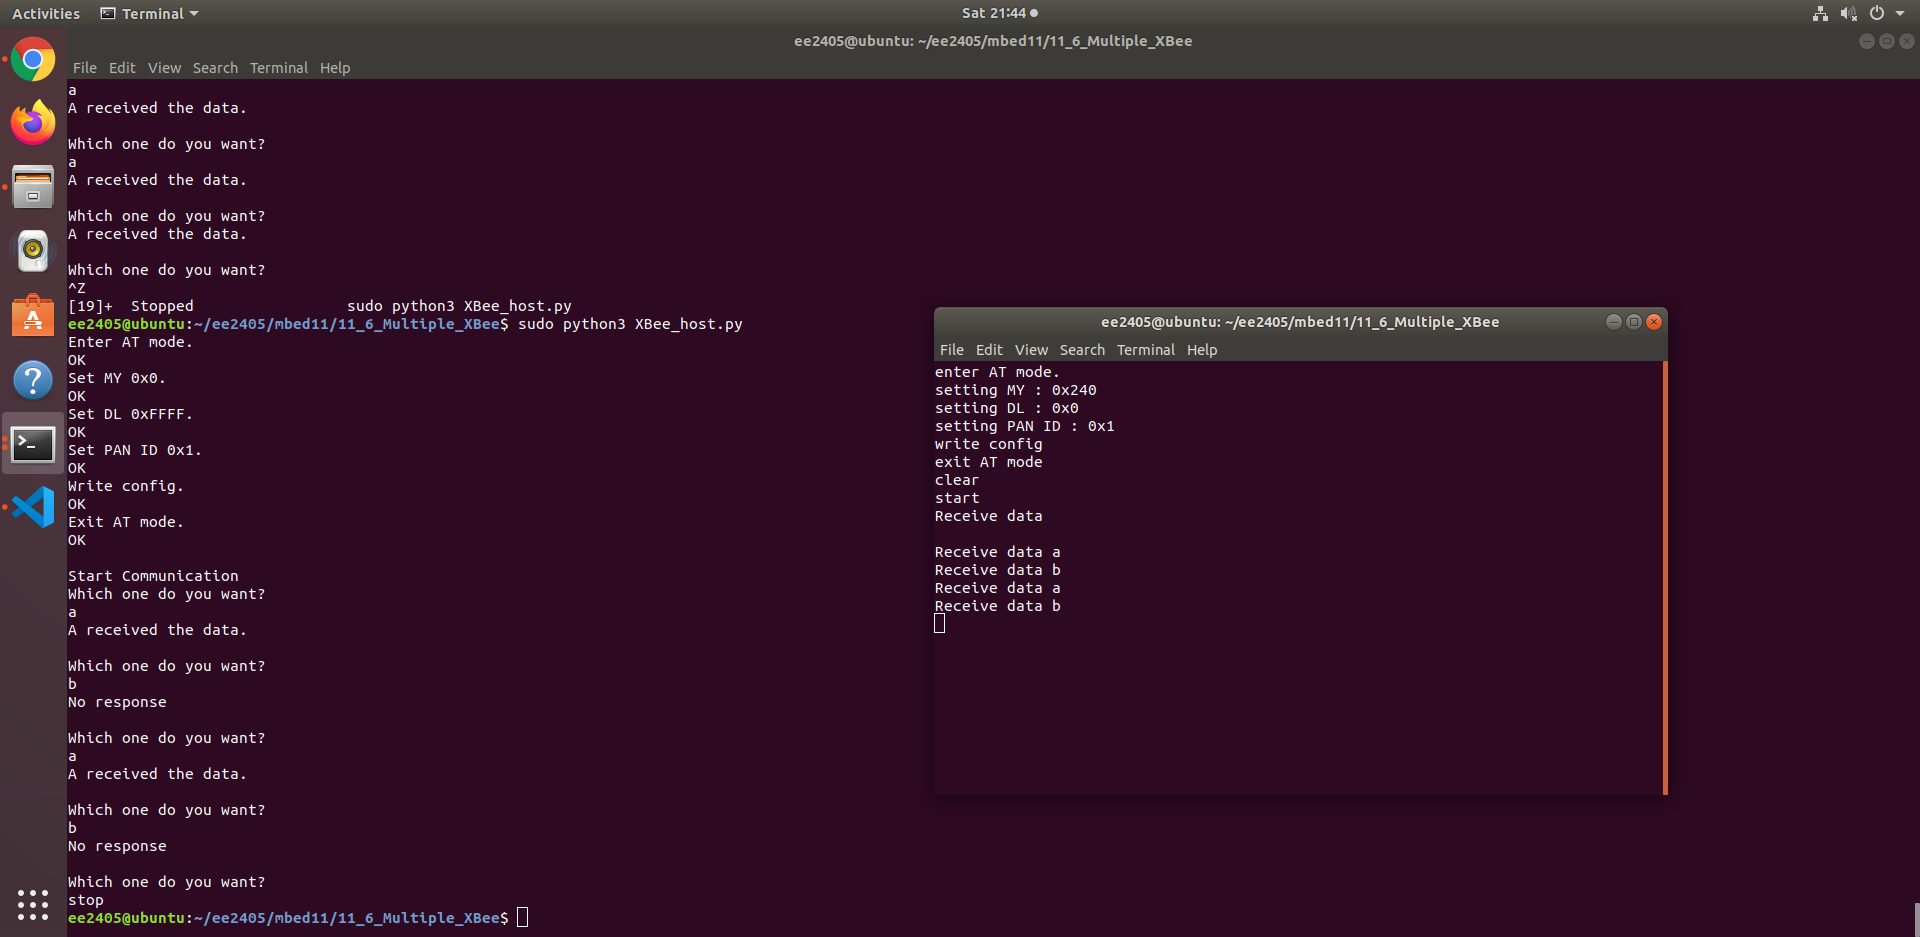 Activities Terminal Sat 21:44
ee2405@ubuntu: ~/ee2405/mbed11/11_6_Multiple_XBee
File Edit View Search Terminal Help
a
A received the data.

Which one do you want?
a
A received the data.

Which one do you want?
A received the data.

Which one do you want?
^Z
[19]+  Stopped                 sudo python3 XBee_host.py
ee2405@ubuntu:~/ee2405/mbed11/11_6_Multiple_XBee$ sudo python3 XBee_host.py
Enter AT mode.
OK
Set MY 0x0.
OK
Set DL 0xFFFF.
OK
Set PAN ID 0x1.
OK
Write config.
OK
Exit AT mode.
OK

Start Communication
Which one do you want?
a
A received the data.

Which one do you want?
b
No response

Which one do you want?
a
A received the data.

Which one do you want?
b
No response

Which one do you want?
stop
ee2405@ubuntu:~/ee2405/mbed11/11_6_Multiple_XBee$
ee2405@ubuntu: ~/ee2405/mbed11/11_6_Multiple_XBee
File Edit View Search Terminal Help
enter AT mode.
setting MY : 0x240
setting DL : 0x0
setting PAN ID : 0x1
write config
exit AT mode
clear
start
Receive data

Receive data a
Receive data b
Receive data a
Receive data b